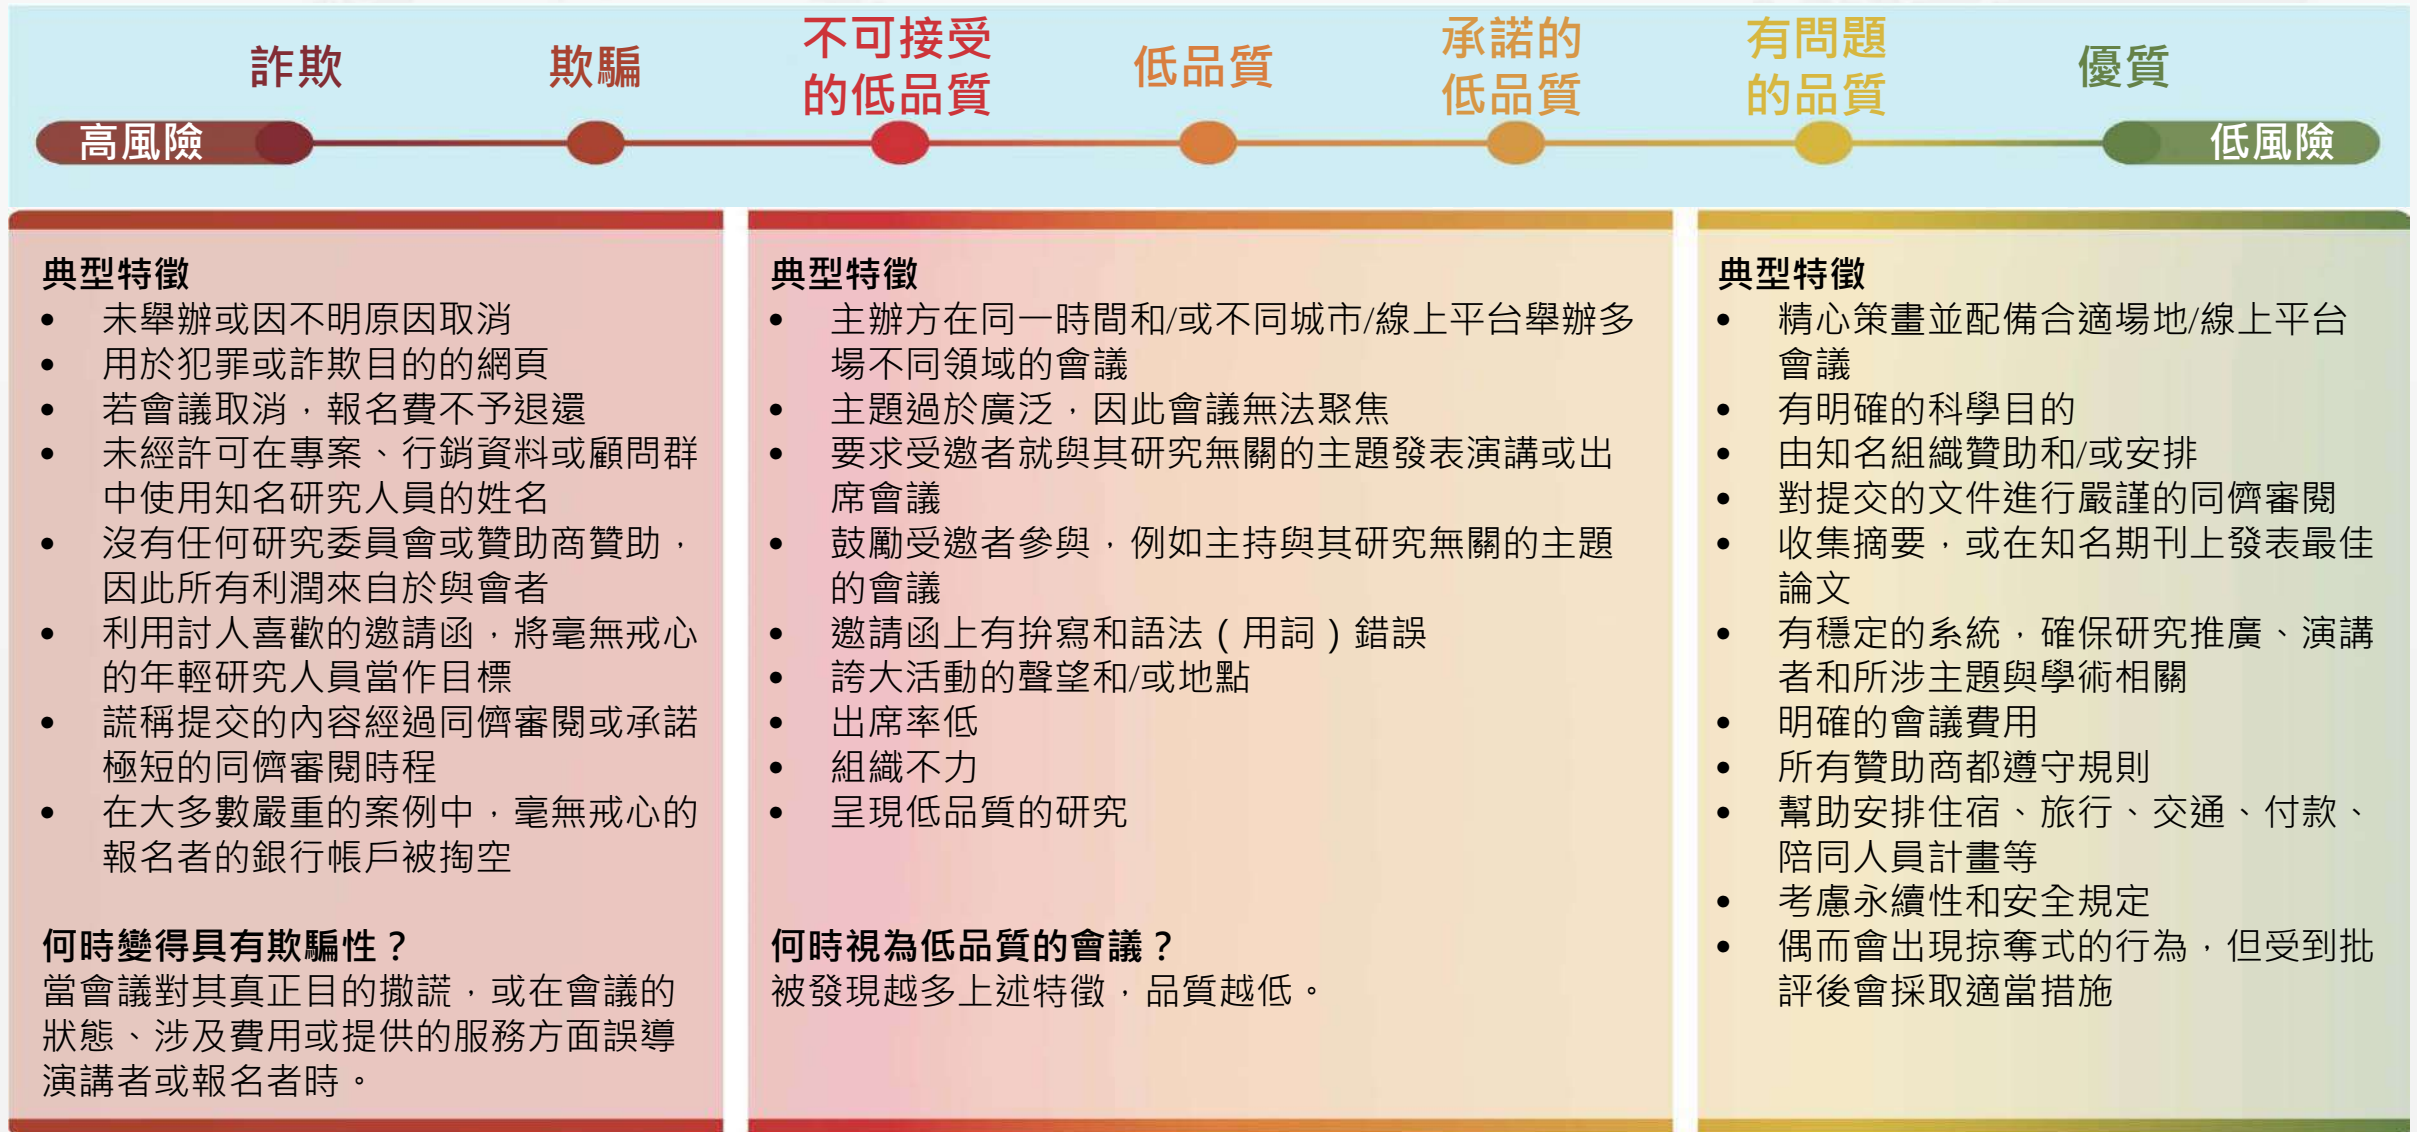 詐欺
欺騙
不可接受
的低品質
低品質
承諾的
低品質
有問題
的品質
優質
高風險
低風險
典型特徵
• 未舉辦或因不明原因取消
• 用於犯罪或詐欺目的的網頁
• 若會議取消，報名費不予退還
• 未經許可在專案、行銷資料或顧問群
中使用知名研究人員的姓名
• 沒有任何研究委員會或贊助商贊助，
因此所有利潤來自於與會者
• 利用討人喜歡的邀請函，將毫無戒心
的年輕研究人員當作目標
• 謊稱提交的內容經過同儕審閱或承諾
極短的同儕審閱時程
• 在大多數嚴重的案例中，毫無戒心的
報名者的銀行帳戶被掏空
何時變得具有欺騙性？
當會議對其真正目的撒謊，或在會議的
狀態、涉及費用或提供的服務方面誤導
演講者或報名者時。
典型特徵
• 主辦方在同一時間和/或不同城市/線上平台舉辦多
場不同領域的會議
• 主題過於廣泛，因此會議無法聚焦
• 要求受邀者就與其研究無關的主題發表演講或出
席會議
• 鼓勵受邀者參與，例如主持與其研究無關的主題
的會議
• 邀請函上有拚寫和語法（用詞）錯誤
• 誇大活動的聲望和/或地點
• 出席率低
• 組織不力
• 呈現低品質的研究
何時視為低品質的會議？
被發現越多上述特徵，品質越低。
典型特徵
• 精心策畫並配備合適場地/線上平台
會議
• 有明確的科學目的
• 由知名組織贊助和/或安排
• 對提交的文件進行嚴謹的同儕審閱
• 收集摘要，或在知名期刊上發表最佳
論文
• 有穩定的系統，確保研究推廣、演講
者和所涉主題與學術相關
• 明確的會議費用
• 所有贊助商都遵守規則
• 幫助安排住宿、旅行、交通、付款、
陪同人員計畫等
• 考慮永續性和安全規定
• 偶而會出現掠奪式的行為，但受到批
評後會採取適當措施